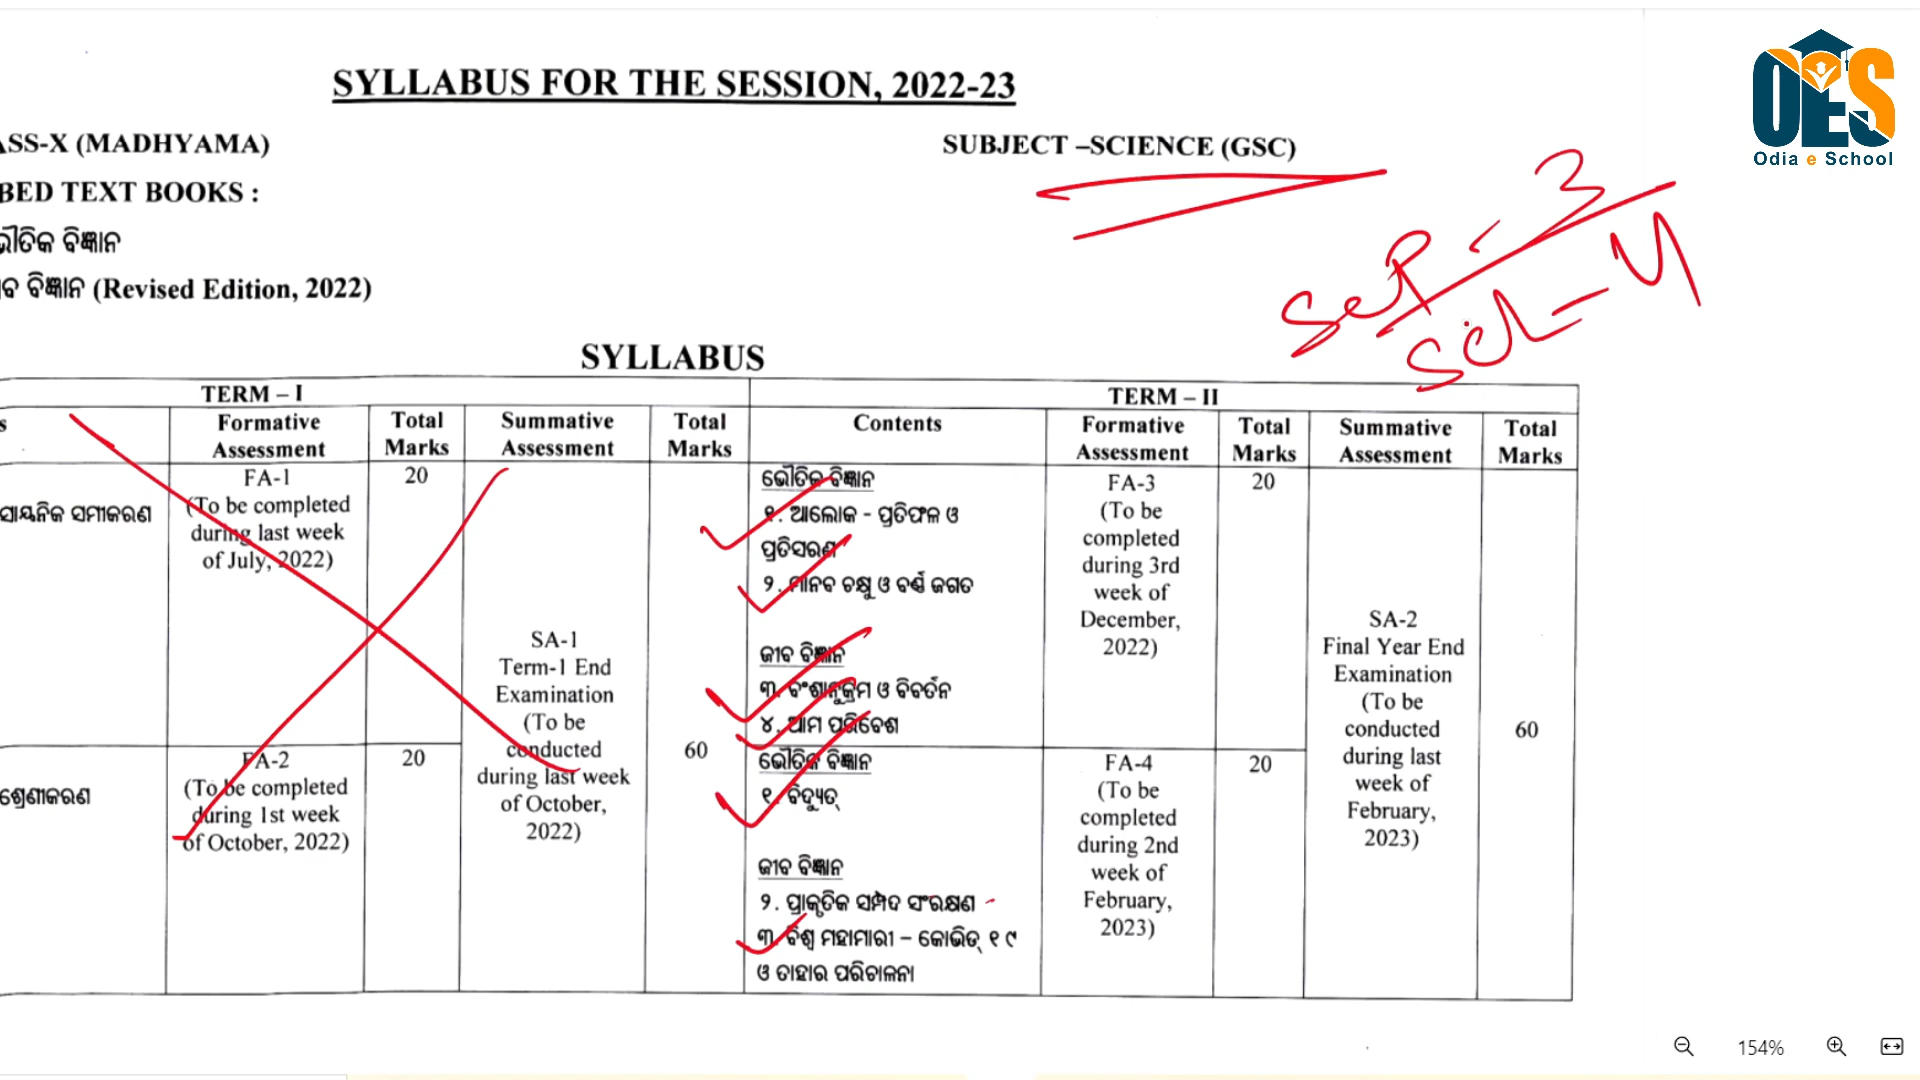 SYLLABUS FOR THE SESSION, 2022-23
OES
Odia e School
ASS-X (MADHYAMA)
SUBJECT –SCIENCE (GSC)
BED TEXT BOOKS :
ଭୌତିକ ବିଜ୍ଞାନ
ବ ବିଜ୍ଞାନ (Revised Edition, 2022)
Set - 3
Set - 4
SYLLABUS
TERM – I
TERM – II
s
Formative Assessment
Total Marks
Summative Assessment
Total Marks
Contents
Formative Assessment
Total Marks
Summative Assessment
Total Marks
ସାୟନିକ ସମୀକରଣ
FA-1
(To be completed
during last week
of July, 2022)
20
SA-1
Term-1 End
Examination
(To be
conducted
during last week
of October,
2022)
60
ଭୌତିକ ବିଜ୍ଞାନ
୧. ଆଲୋକ - ପ୍ରତିଫଳ ଓ
ପ୍ରତିସରଣ
୨. ମାନବ ଚକ୍ଷୁ ଓ ବର୍ଣ୍ଣ ଜଗତ
ଜୀବ ବିଜ୍ଞାନ
୩. ବଂଶାନୁକ୍ରମ ଓ ବିବର୍ତନ
୪. ଆମ ପରିବେଶ
FA-3
(To be
completed
during 3rd
week of
December,
2022)
20
SA-2
Final Year End
Examination
(To be
conducted
during last
week of
February,
2023)
60
ଶ୍ରେଣୀକରଣ
FA-2
(To be completed
during 1st week
of October, 2022)
20
ଭୌତିକ ବିଜ୍ଞାନ
୧. ବିଦ୍ୟୁତ୍
ଜୀବ ବିଜ୍ଞାନ
୨. ପ୍ରାକୃତିକ ସମ୍ପଦ ସଂରକ୍ଷଣ
୩. ବିଶ୍ୱ ମହାମାରୀ – କୋଭିଡ୍ ୧୯
ଓ ତାହାର ପରିଚାଳନା
FA-4
(To be
completed
during 2nd
week of
February,
2023)
20
154%